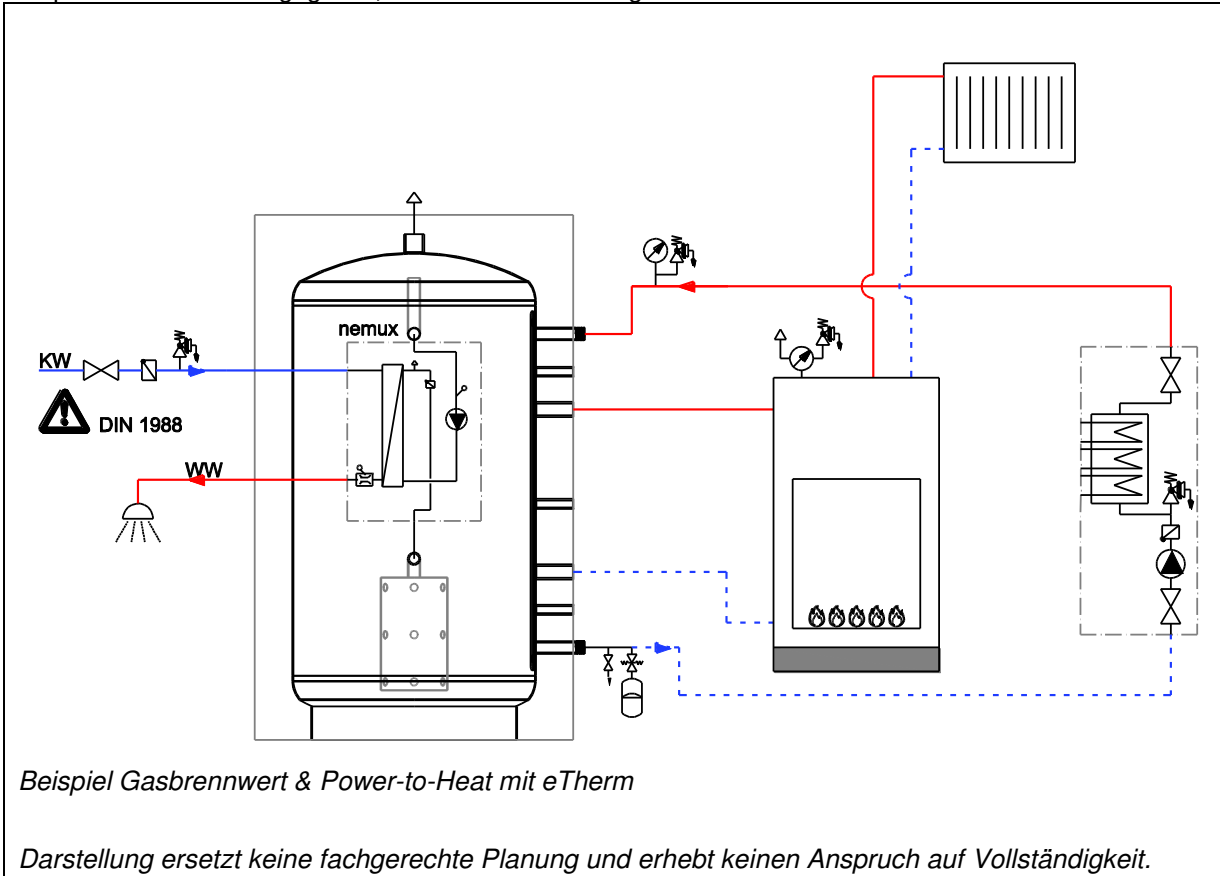 nemux
KW
DIN 1988
WW
Beispiel Gasbrennwert & Power-to-Heat mit eTherm
Darstellung ersetzt keine fachgerechte Planung und erhebt keinen Anspruch auf Vollständigkeit.